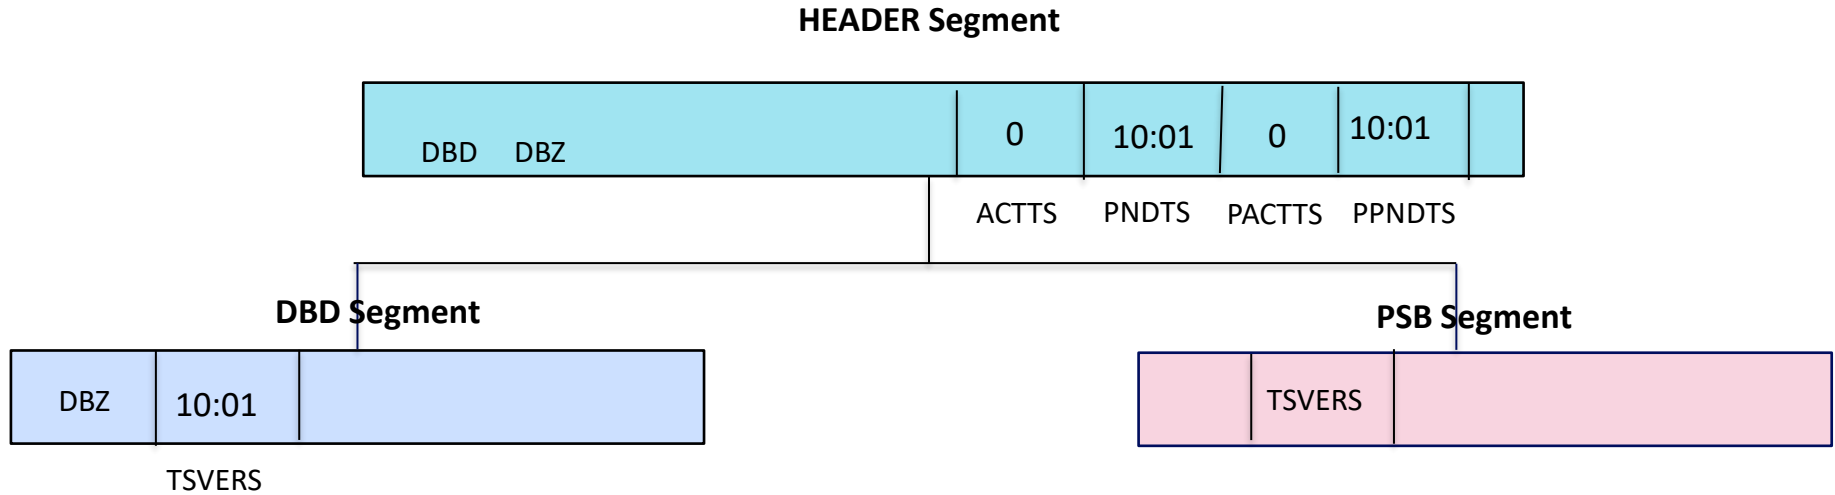 HEADER Segment
DBD DBZ 0 10:01 0 10:01
ACTTS PNDTS PACTTS PPNDTS
DBD Segment
PSB Segment
DBZ 10:01
TSVERS
TSVERS